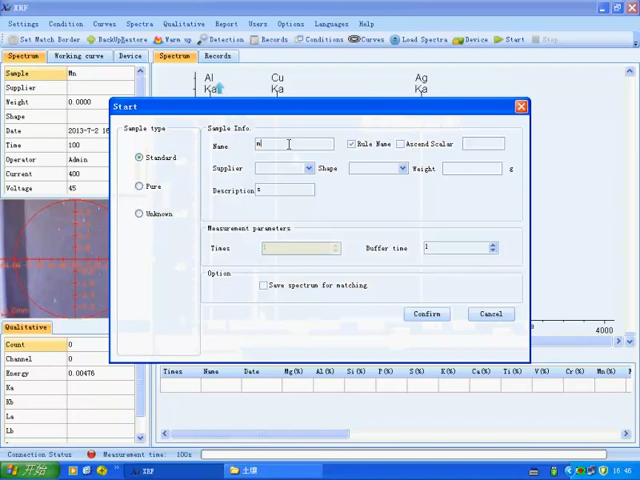 XRF
Settings Condition Curves Spectra Qualitative Report Users Options Languages Help
Set Match Border BackUpRestore Warm up Detection Records Conditions Curves Load Spectra Device Start Stop
Spectrum Working curve Device Spectrum Records
Sample Mn
Supplier
Weight 0.0000
Shape
Date 2013-7-2 16
Time 100
Operator Admin
Current 400
Voltage 45
Al Cu Ag
Ka Ka Ka
Start
Sample type
Standard
Pure
Unknown
Sample Info.
Name m Rule Name Ascend Scalar
Supplier Shape Weight g
Description s
Measurement parameters
Times 1 Buffer time 1
Option
Save spectrum for matching
Confirm Cancel
4000
Qualitative
Count 0
Channel 0
Energy 0.00476
Ka
Kb
La
Lb
Times Name Date Mg(%) Al(%) Si(%) P(%) S(%) K(%) Ca(%) Ti(%) V(%) Cr(%) Mn(%)
Connection Status Measurement time: 100s
开始 XRF 土壤 16:46